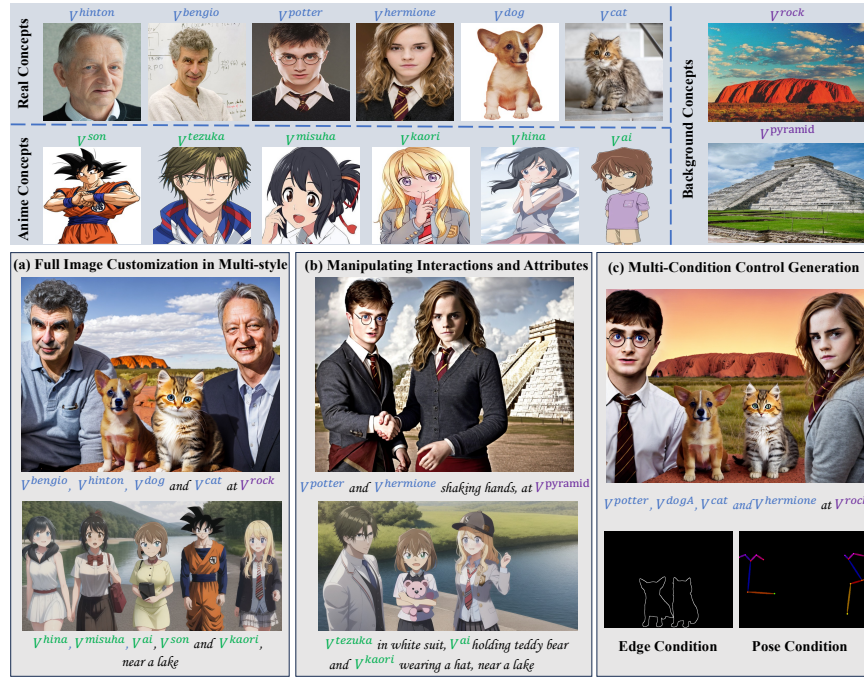 Real Concepts
V^hinton V^bengio V^potter V^hermione V^dog V^cat
Anime Concepts
V^son V^tezuka V^misuha V^kaori V^hina V^ai
Background Concepts
V^rock
V^pyramid
(a) Full Image Customization in Multi-style
V^bengio, V^hinton, V^dog and V^cat at V^rock
V^hina, V^misuha, V^ai, V^son and V^kaori,
near a lake
(b) Manipulating Interactions and Attributes
V^potter and V^hermione shaking hands, at V^pyramid
V^tezuka in white suit, V^ai holding teddy bear
and V^kaori wearing a hat, near a lake
(c) Multi-Condition Control Generation
V^potter, V^dogA, V^cat and V^hermione at V^rock
Edge Condition Pose Condition